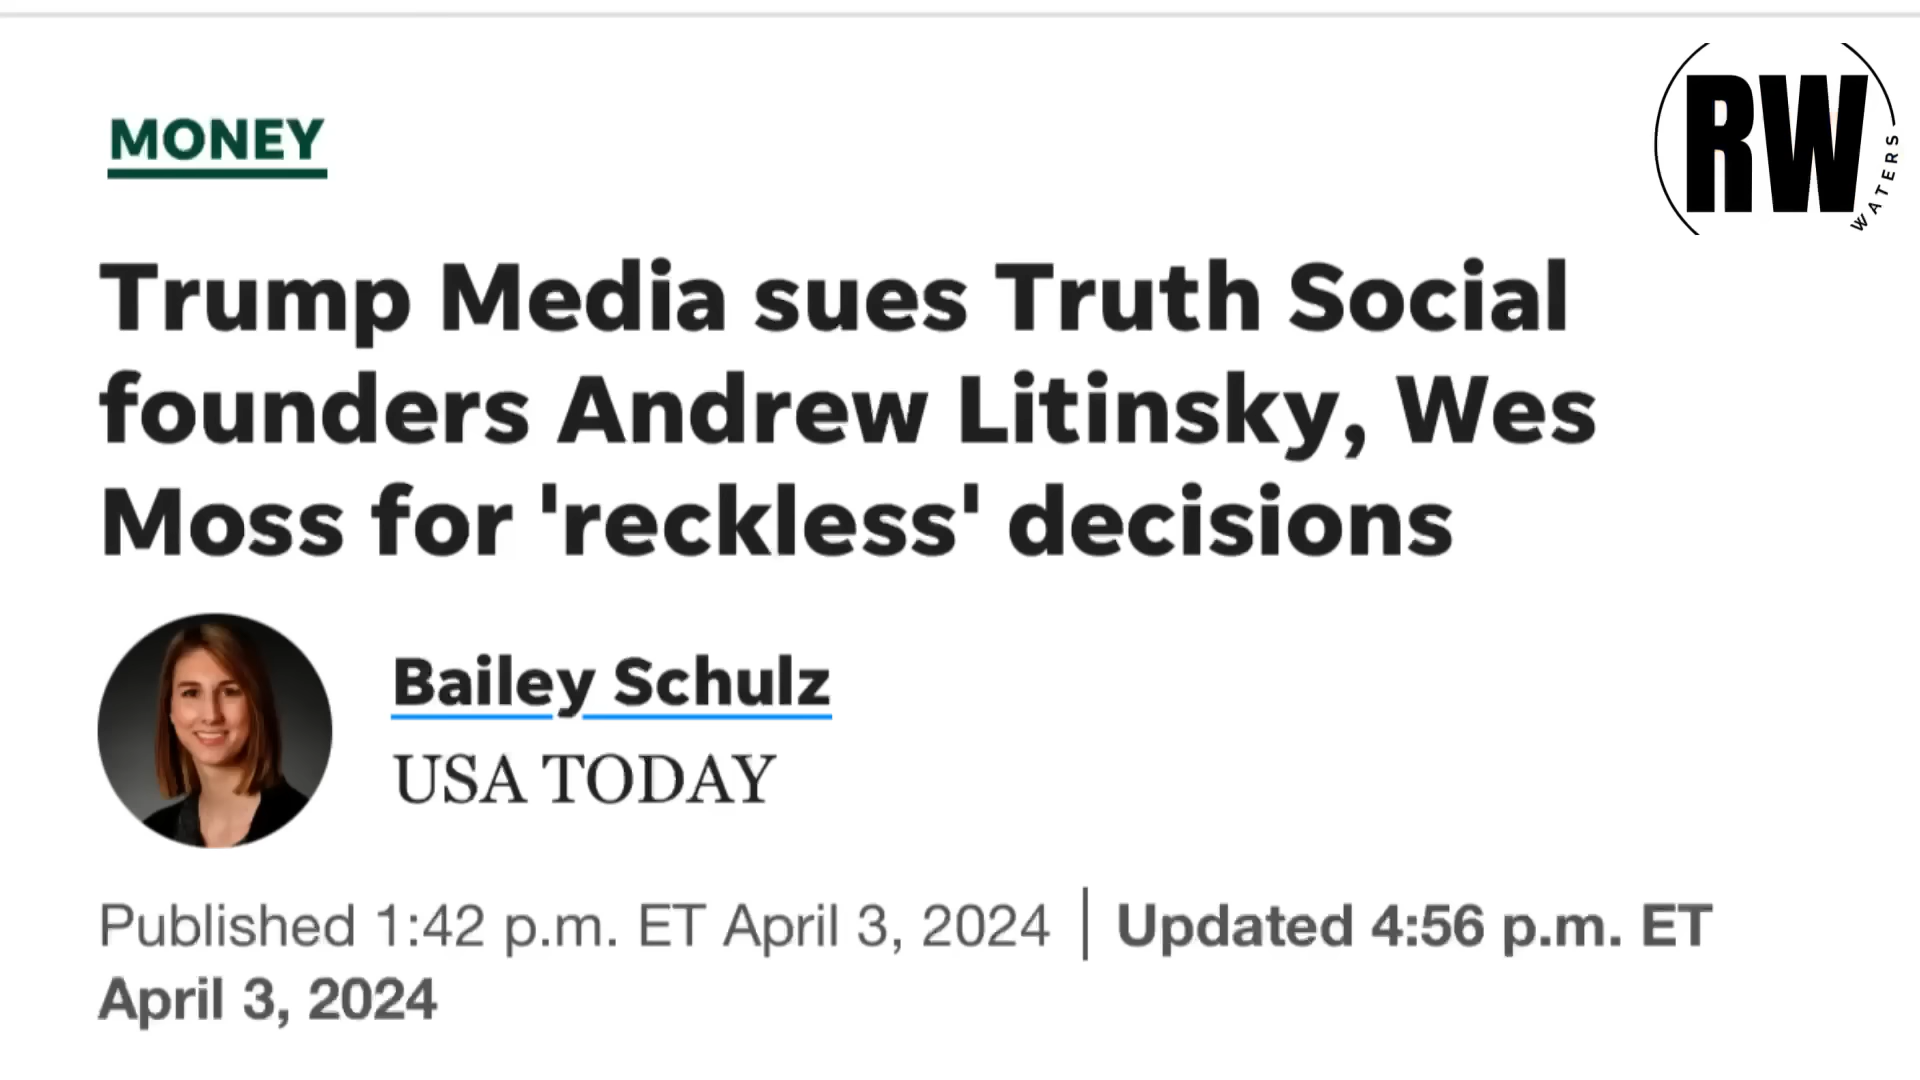 MONEY
RW
WATERS
Trump Media sues Truth Social
founders Andrew Litinsky, Wes
Moss for 'reckless' decisions
Bailey Schulz
USA TODAY
Published 1:42 p.m. ET April 3, 2024 | Updated 4:56 p.m. ET
April 3, 2024